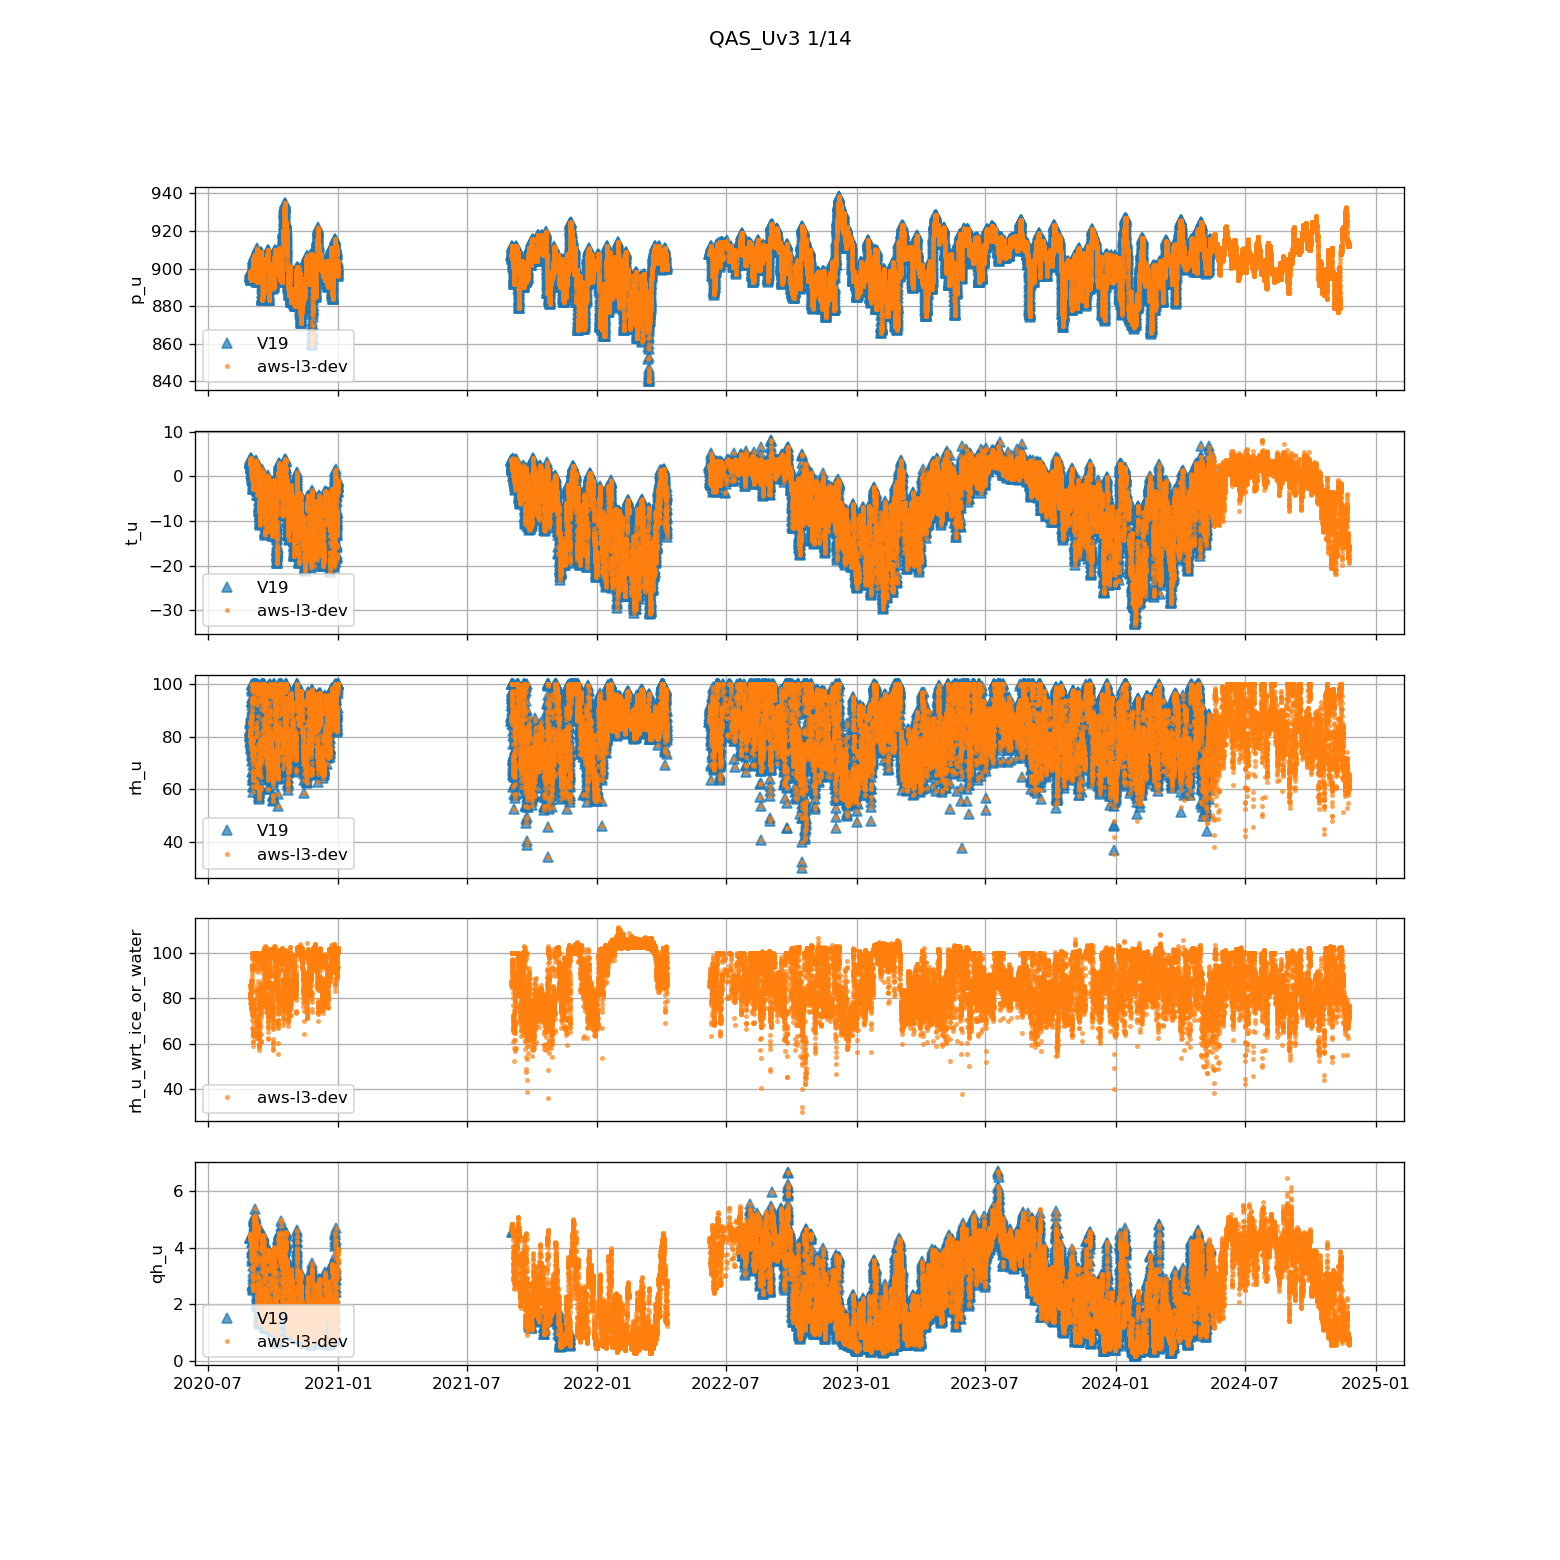 QAS_Uv3 1/14
940
920
900
880
860
840
p_u
V19
aws-l3-dev
10
0
−10
−20
−30
t_u
V19
aws-l3-dev
100
80
60
40
rh_u
V19
aws-l3-dev
100
80
60
40
rh_u_wrt_ice_or_water
aws-l3-dev
6
4
2
0
qh_u
V19
aws-l3-dev
2020-07 2021-01 2021-07 2022-01 2022-07 2023-01 2023-07 2024-01 2024-07 2025-01